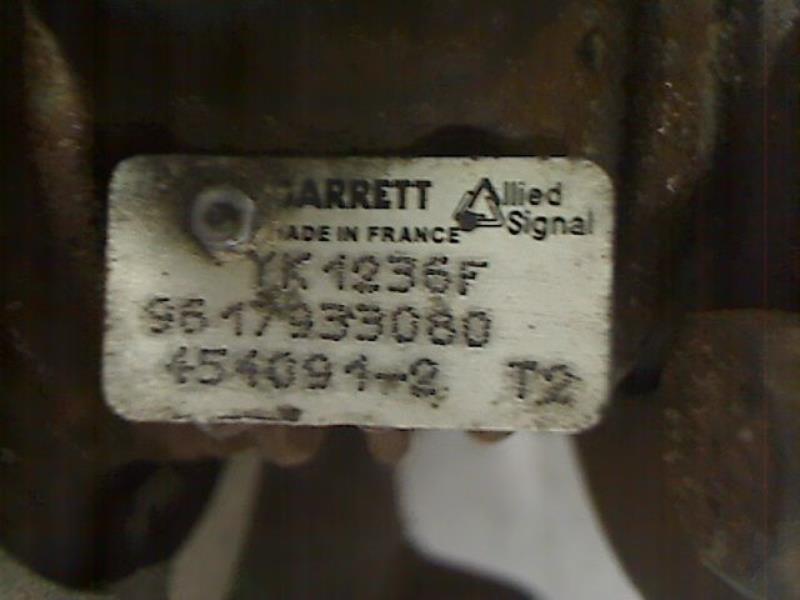 GARRETT Allied Signal
MADE IN FRANCE
YK1236F
9617933080
454091-2 T2